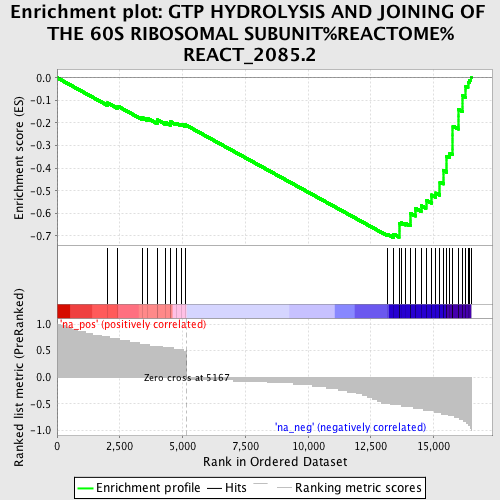 Enrichment plot: GTP HYDROLYSIS AND JOINING OF
THE 60S RIBOSOMAL SUBUNIT%REACTOME%
REACT_2085.2
Enrichment score (ES)
0.0
-0.1
-0.2
-0.3
-0.4
-0.5
-0.6
-0.7
'na_pos' (positively correlated)
Ranked list metric (PreRanked)
1.0
0.5
0.0
-0.5
-1.0
Zero cross at 5167
'na_neg' (negatively correlated)
0
2,500
5,000
7,500
10,000
12,500
15,000
Rank in Ordered Dataset
Enrichment profile
Hits
Ranking metric scores